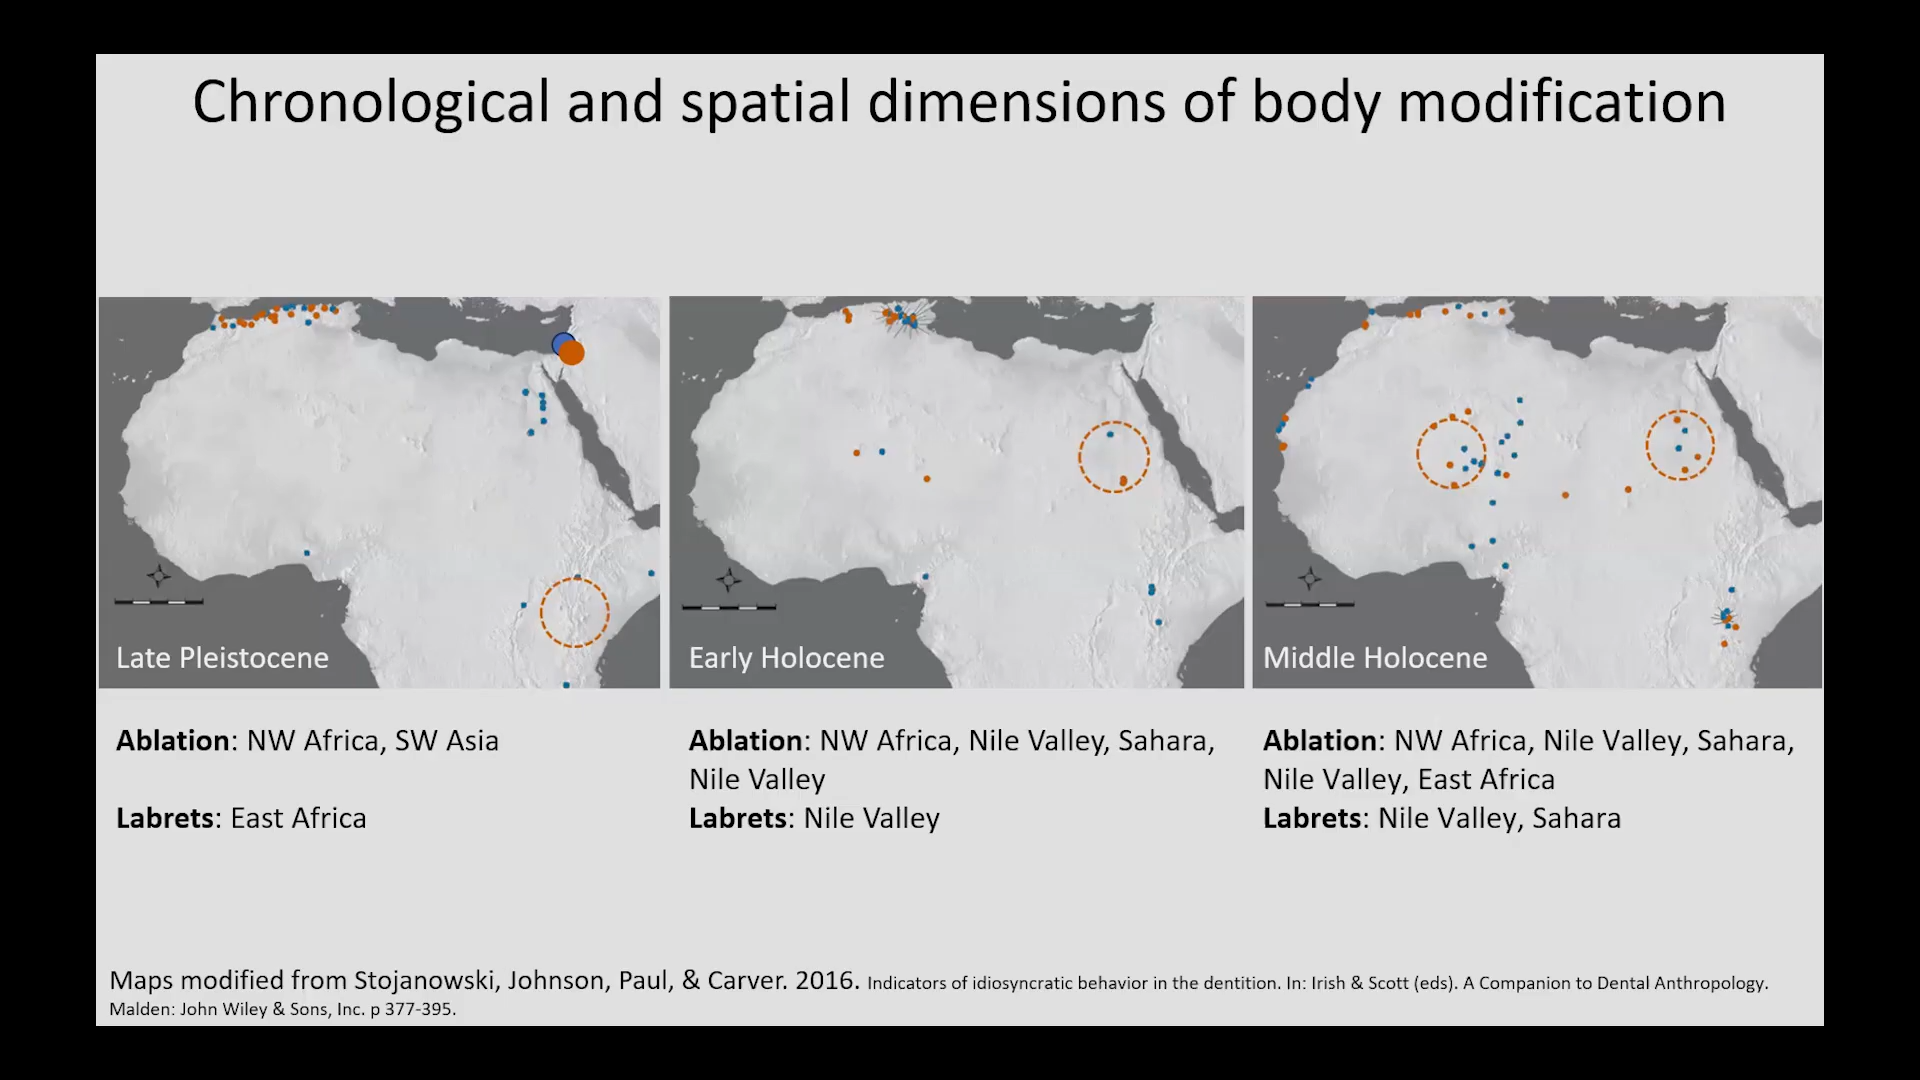 Chronological and spatial dimensions of body modification
Late Pleistocene
Early Holocene
Middle Holocene
Ablation: NW Africa, SW Asia
Labrets: East Africa
Ablation: NW Africa, Nile Valley, Sahara,
Nile Valley
Labrets: Nile Valley
Ablation: NW Africa, Nile Valley, Sahara,
Nile Valley, East Africa
Labrets: Nile Valley, Sahara
Maps modified from Stojanowski, Johnson, Paul, & Carver. 2016. Indicators of idiosyncratic behavior in the dentition. In: Irish & Scott (eds). A Companion to Dental Anthropology.
Malden: John Wiley & Sons, Inc. p 377-395.